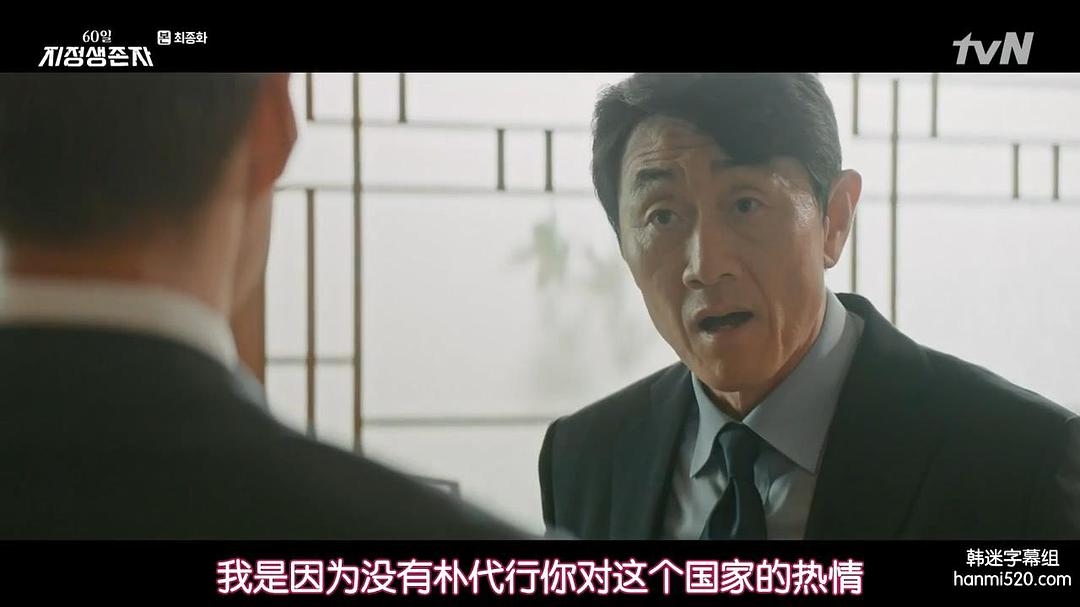 60일
지정생존자
본 최종화
tvN
我是因为没有朴代行你对这个国家的热情
韩迷字幕组
hanmi520.com